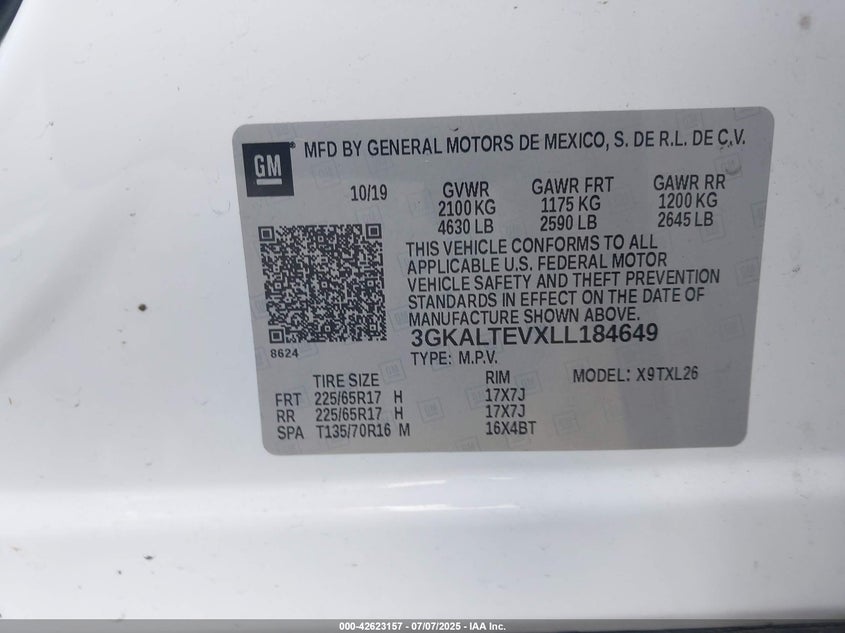 GM ® MFD BY GENERAL MOTORS DE MEXICO, S. DE R.L. DE C.V.
10/19 GVWR GAWR FRT GAWR RR
2100 KG 1175 KG 1200 KG
4630 LB 2590 LB 2645 LB
THIS VEHICLE CONFORMS TO ALL
APPLICABLE U.S. FEDERAL MOTOR
VEHICLE SAFETY AND THEFT PREVENTION
STANDARDS IN EFFECT ON THE DATE OF
MANUFACTURE SHOWN ABOVE.
3GKALTEVXLL184649
8624
TYPE: M.P.V.
TIRE SIZE RIM MODEL: X9TXL26
FRT 225/65R17 H 17X7J
RR 225/65R17 H 17X7J
SPA T135/70R16 M 16X4BT
000-42623157 - 07/07/2025 - IAA Inc.